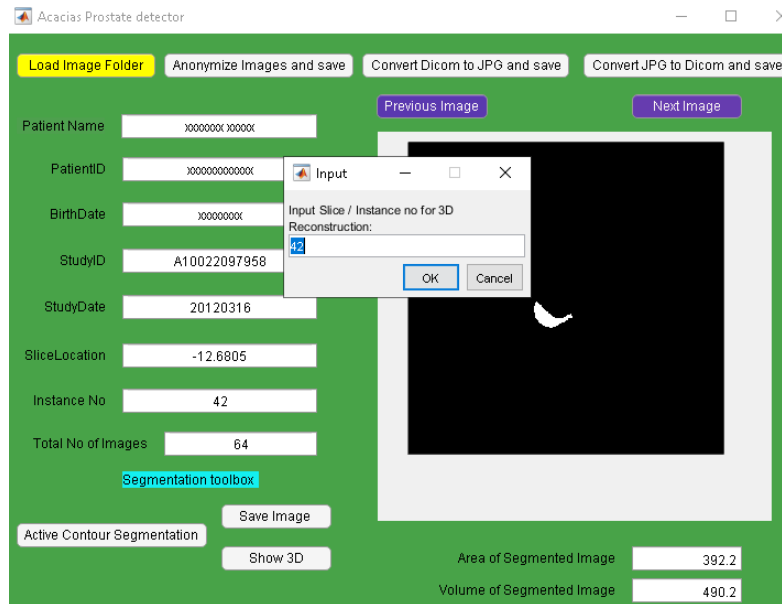 Acacias Prostate detector
Load Image Folder Anonymize Images and save Convert Dicom to JPG and save Convert JPG to Dicom and save
Previous Image Next Image
Patient Name xxxxxxx xxxxx
PatientID xxxxxxxxxxxx
BirthDate xxxxxxxx
StudyID A10022097958
StudyDate 20120316
SliceLocation -12.6805
Instance No 42
Total No of Images 64
Segmentation toolbox
Save Image
Active Contour Segmentation
Show 3D
Input
Input Slice / Instance no for 3D
Reconstruction:
42
OK Cancel
Area of Segmented Image 392.2
Volume of Segmented Image 490.2